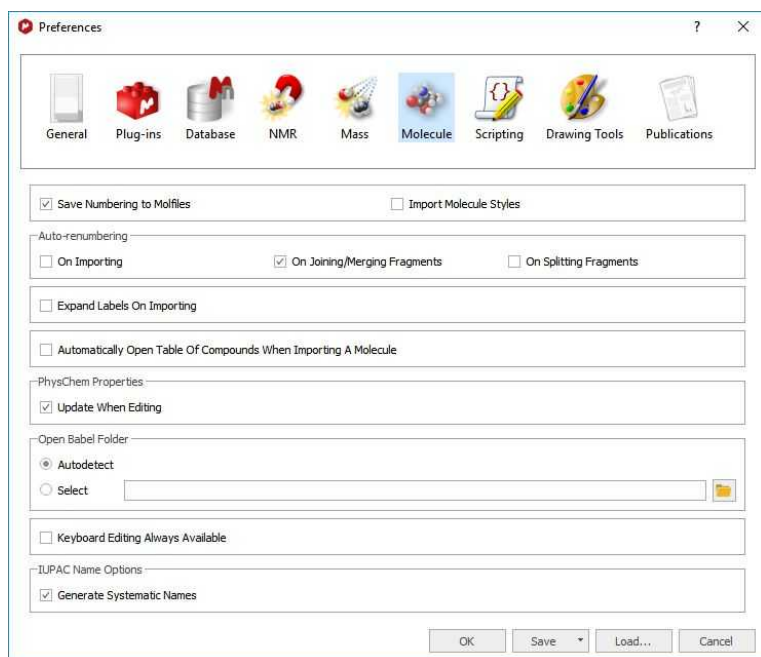 Preferences ?
General Plug-ins Database NMR Mass Molecule Scripting Drawing Tools Publications
Save Numbering to Molfiles Import Molecule Styles
Auto-renumbering
On Importing On Joining/Merging Fragments On Splitting Fragments
Expand Labels On Importing
Automatically Open Table Of Compounds When Importing A Molecule
PhysChem Properties
Update When Editing
Open Babel Folder
Autodetect
Select
Keyboard Editing Always Available
IUPAC Name Options
Generate Systematic Names
OK Save Load... Cancel